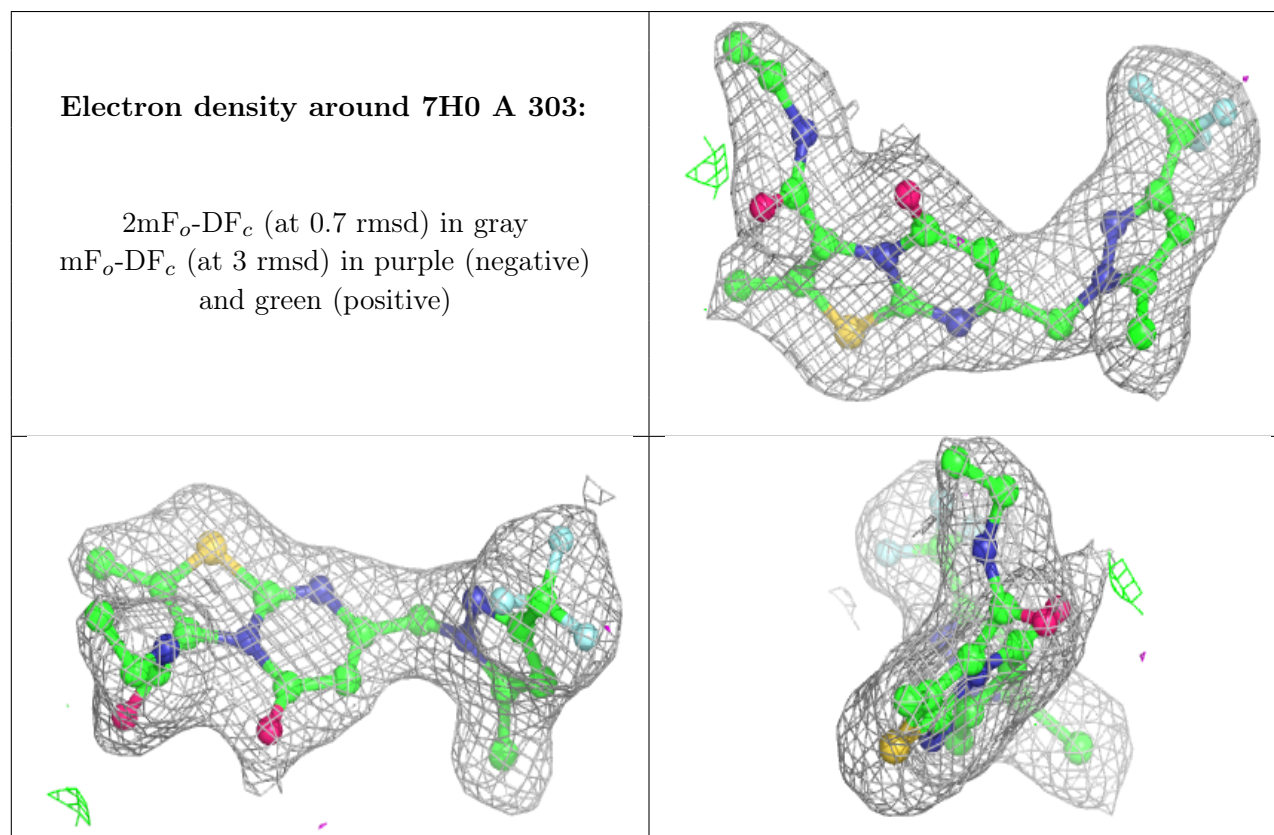 Electron density around 7H0 A 303:
2mFₒ-DF𝒸 (at 0.7 rmsd) in gray
mFₒ-DF𝒸 (at 3 rmsd) in purple (negative)
and green (positive)